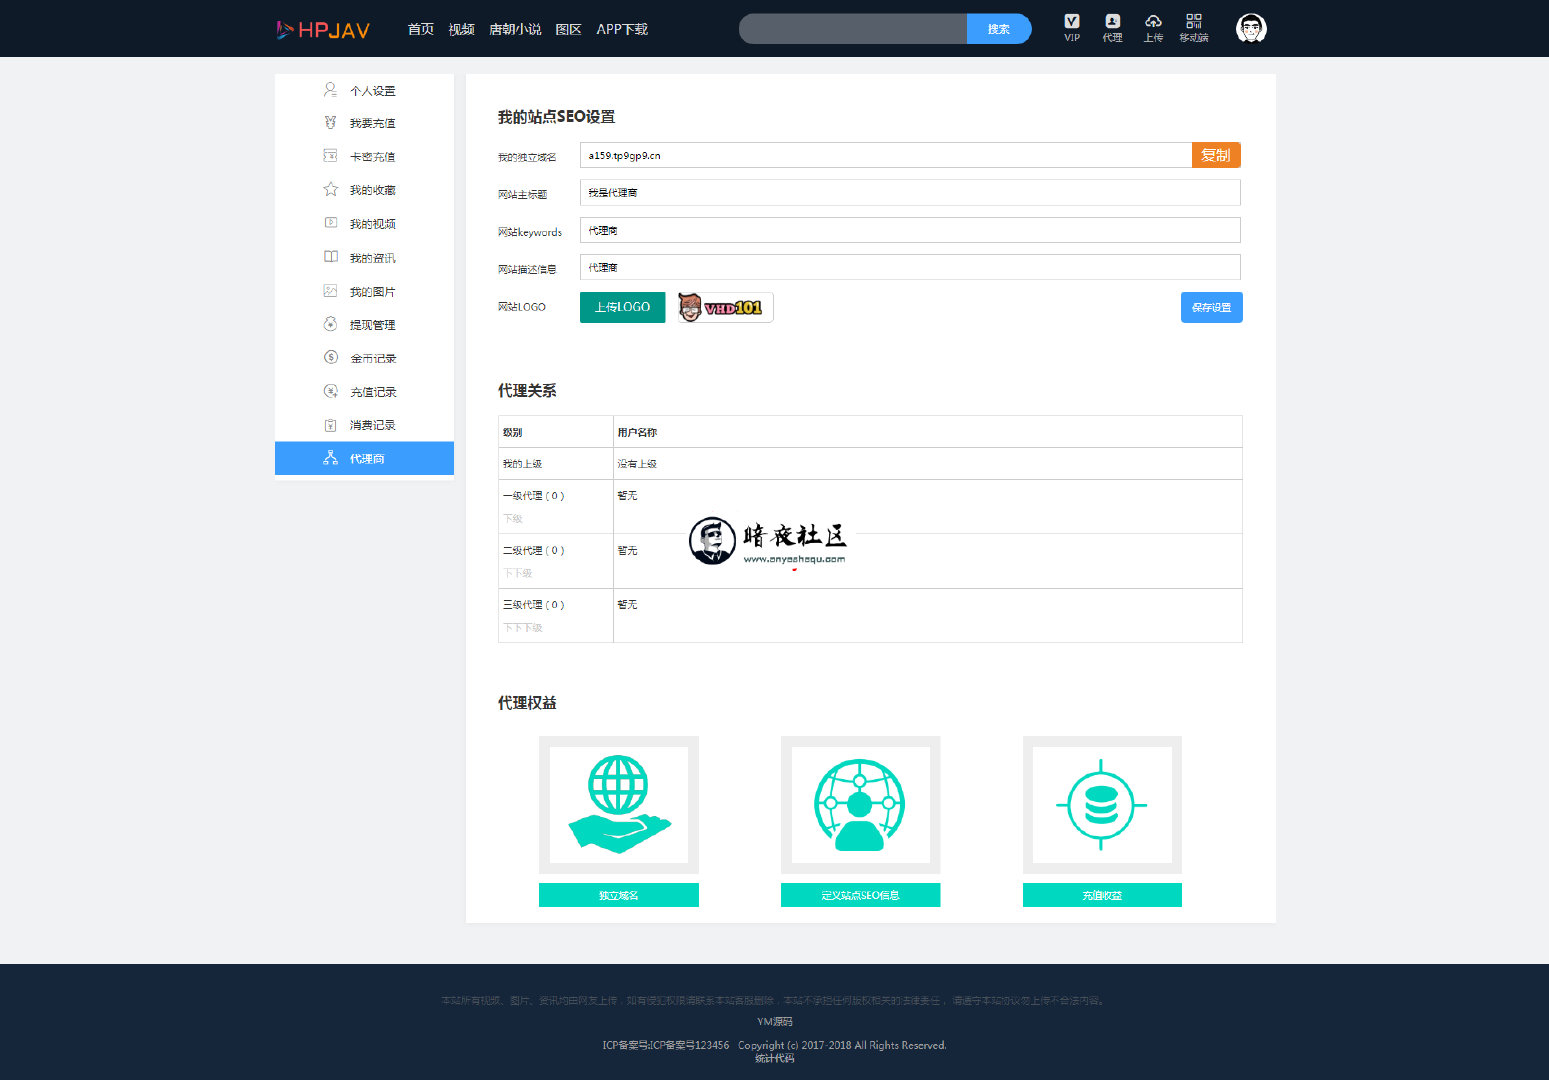 HPJAV 首页 视频 唐朝小说 图区 APP下载 搜索 VIP 代理 上传 移动端
个人设置
我要充值
卡密充值
我的收藏
我的视频
我的资讯
我的图片
提现管理
金币记录
充值记录
消费记录
代理商
我的站点SEO设置
我的独立域名 a159.tp9gp9.cn 复制
网站主标题 我是代理商
网站keywords 代理商
网站描述信息 代理商
网站LOGO 上传LOGO VHD101 保存设置
代理关系
级别 用户名称
我的上级 没有上级
一级代理 ( 0 ) 暂无
下级
二级代理 ( 0 ) 暂无
下下级
三级代理 ( 0 ) 暂无
下下下级
暗夜社区
www.anyeshequ.com
代理权益
独立域名 定义站点SEO信息 充值收益
本站所有视频、图片、资讯均由网友上传，如有侵犯权限请联系本站客服删除，本站不承担任何版权相关的法律责任， 请遵守本站协议勿上传不合法内容。
YM源码
ICP备案号:ICP备案号123456 Copyright (c) 2017-2018 All Rights Reserved.
统计代码